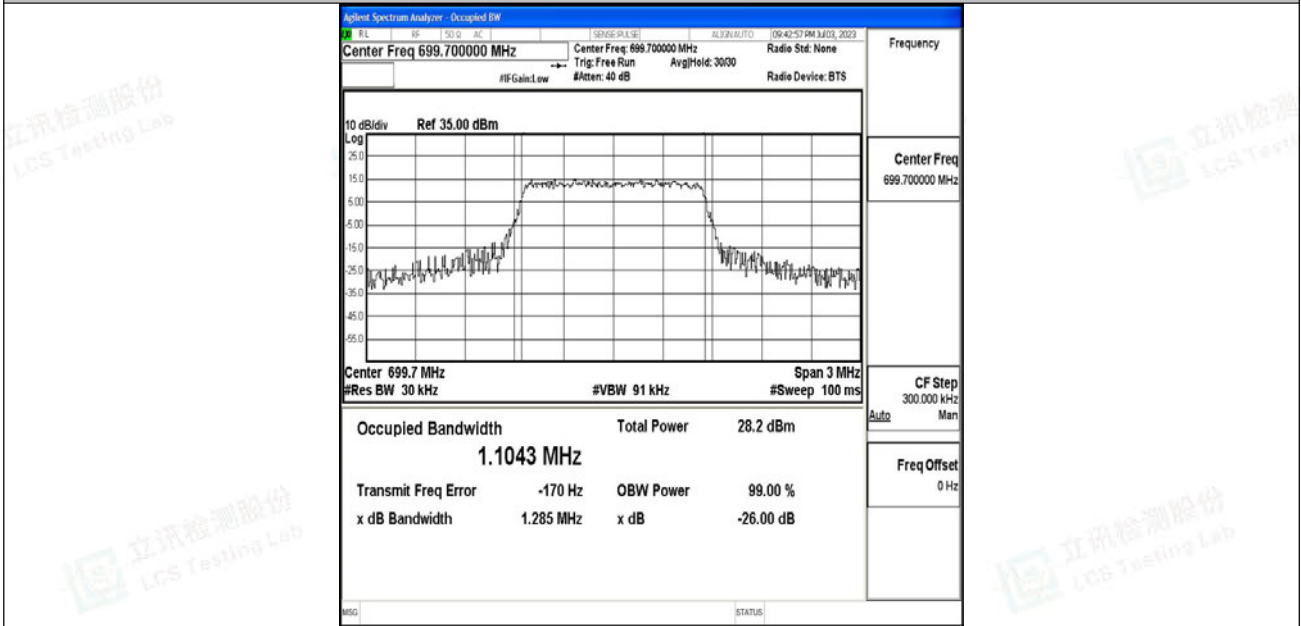 Agilent Spectrum Analyzer - Occupied BW
RL RF 50 Ω AC SENSE:PULSE ALIGN AUTO 09:42:57 PM Jul 03, 2023
Center Freq 699.700000 MHz
Center Freq: 699.700000 MHz
Radio Std: None
Trig: Free Run
Avg|Hold: 30/30
#IFGain:Low
#Atten: 40 dB
Radio Device: BTS
Frequency
10 dB/div Ref 35.00 dBm
Log
25.0
15.0
5.00
-5.00
-15.0
-25.0
-35.0
-45.0
-55.0
Center 699.7 MHz
Span 3 MHz
#Res BW 30 kHz
#VBW 91 kHz
#Sweep 100 ms
Center Freq
699.700000 MHz
CF Step
300.000 kHz
Auto Man
Freq Offset
0 Hz
Occupied Bandwidth
1.1043 MHz
Total Power 28.2 dBm
Transmit Freq Error -170 Hz
OBW Power 99.00 %
x dB Bandwidth 1.285 MHz
x dB -26.00 dB
MSG
STATUS
立讯检测股份
LCS Testing Lab
立讯检测
LCS Testi
立讯检测股份
LCS Testing Lab
立讯检测股份
LCS Testing Lab